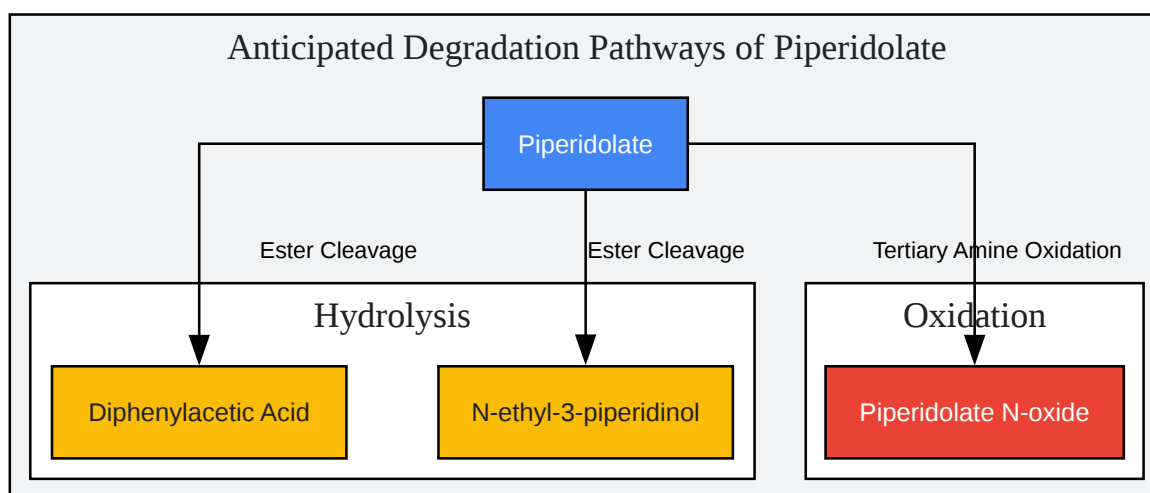 Anticipated Degradation Pathways of Piperidolate
Piperidolate
Ester Cleavage
Ester Cleavage
Tertiary Amine Oxidation
Hydrolysis
Oxidation
Diphenylacetic Acid
N-ethyl-3-piperidinol
Piperidolate N-oxide